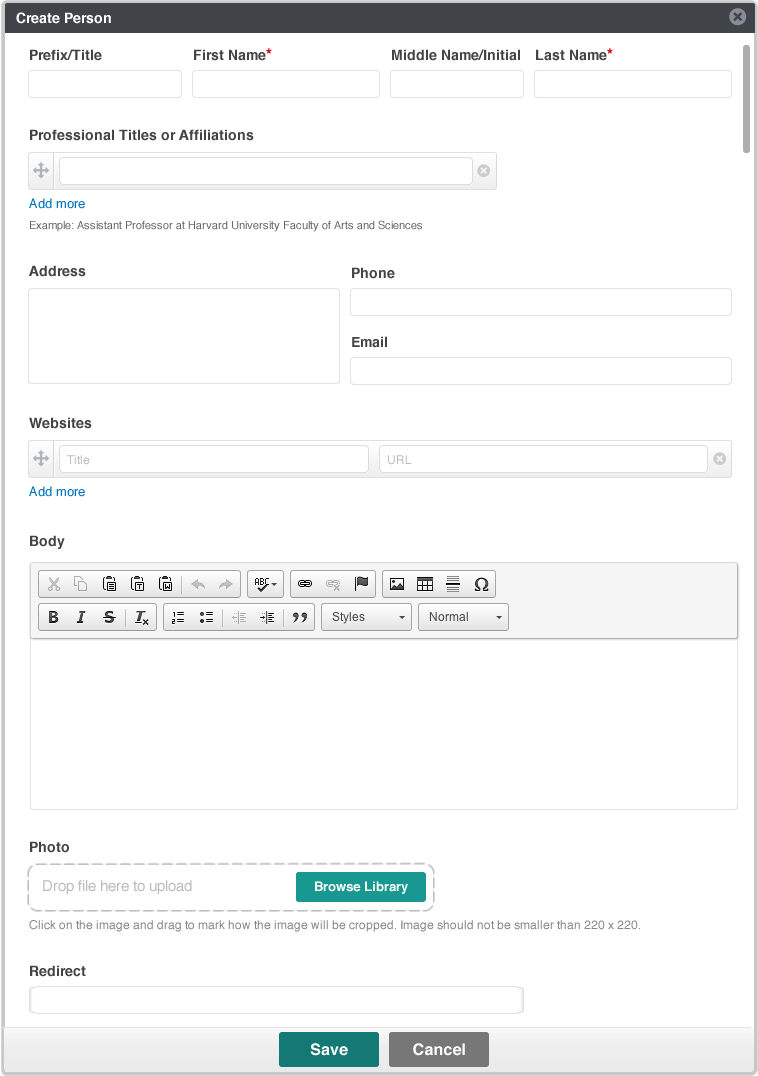 Create Person
Prefix/Title First Name* Middle Name/Initial Last Name*
Professional Titles or Affiliations
Add more
Example: Assistant Professor at Harvard University Faculty of Arts and Sciences
Address Phone
Email
Websites
Title URL
Add more
Body
ABC
B I S Tx
Styles Normal
Photo
Drop file here to upload Browse Library
Click on the image and drag to mark how the image will be cropped. Image should not be smaller than 220 x 220.
Redirect
Save Cancel